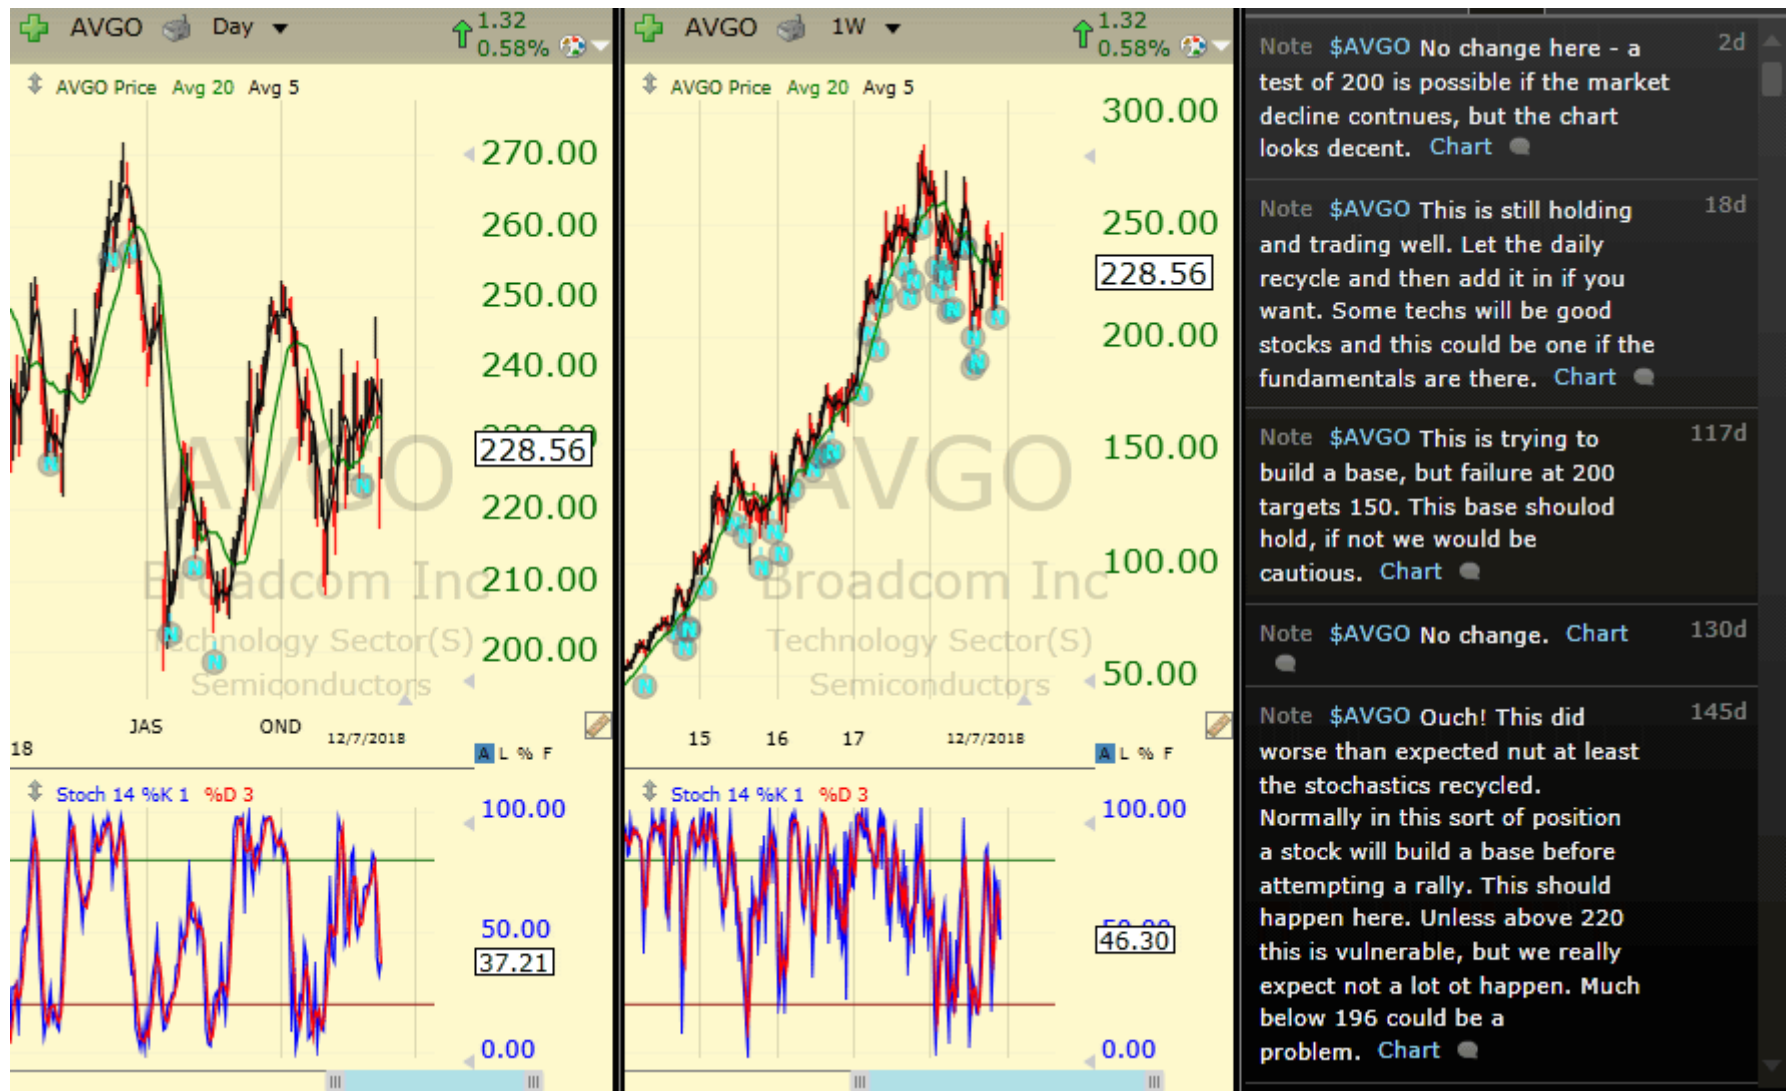 AVGO Day
1.32
0.58%
AVGO Price Avg 20 Avg 5
270.00
260.00
250.00
240.00
228.56
220.00
210.00
200.00
AVGO
Broadcom Inc
Technology Sector(S)
Semiconductors
18 JAS OND 12/7/2018
A L % F
Stoch 14 %K 1 %D 3
100.00
50.00
37.21
0.00
AVGO 1W
1.32
0.58%
AVGO Price Avg 20 Avg 5
300.00
250.00
228.56
200.00
150.00
100.00
50.00
AVGO
Broadcom Inc
Technology Sector(S)
Semiconductors
15 16 17 12/7/2018
A L % F
Stoch 14 %K 1 %D 3
100.00
50.00
46.30
0.00
Note $AVGO No change here - a 2d
test of 200 is possible if the market
decline contnues, but the chart
looks decent. Chart
Note $AVGO This is still holding 18d
and trading well. Let the daily
recycle and then add it in if you
want. Some techs will be good
stocks and this could be one if the
fundamentals are there. Chart
Note $AVGO This is trying to 117d
build a base, but failure at 200
targets 150. This base shoulod
hold, if not we would be
cautious. Chart
Note $AVGO No change. Chart 130d
Note $AVGO Ouch! This did 145d
worse than expected nut at least
the stochastics recycled.
Normally in this sort of position
a stock will build a base before
attempting a rally. This should
happen here. Unless above 220
this is vulnerable, but we really
expect not a lot ot happen. Much
below 196 could be a
problem. Chart